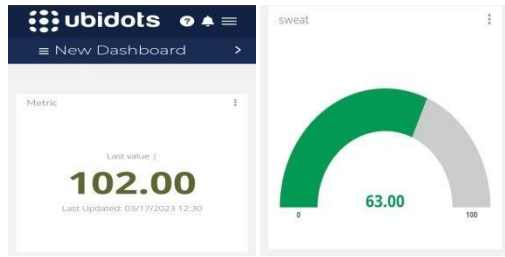 ubidots
New Dashboard
Metric
Last value |
102.00
Last Updated: 03/17/2023 12:30
sweat
63.00
0
100